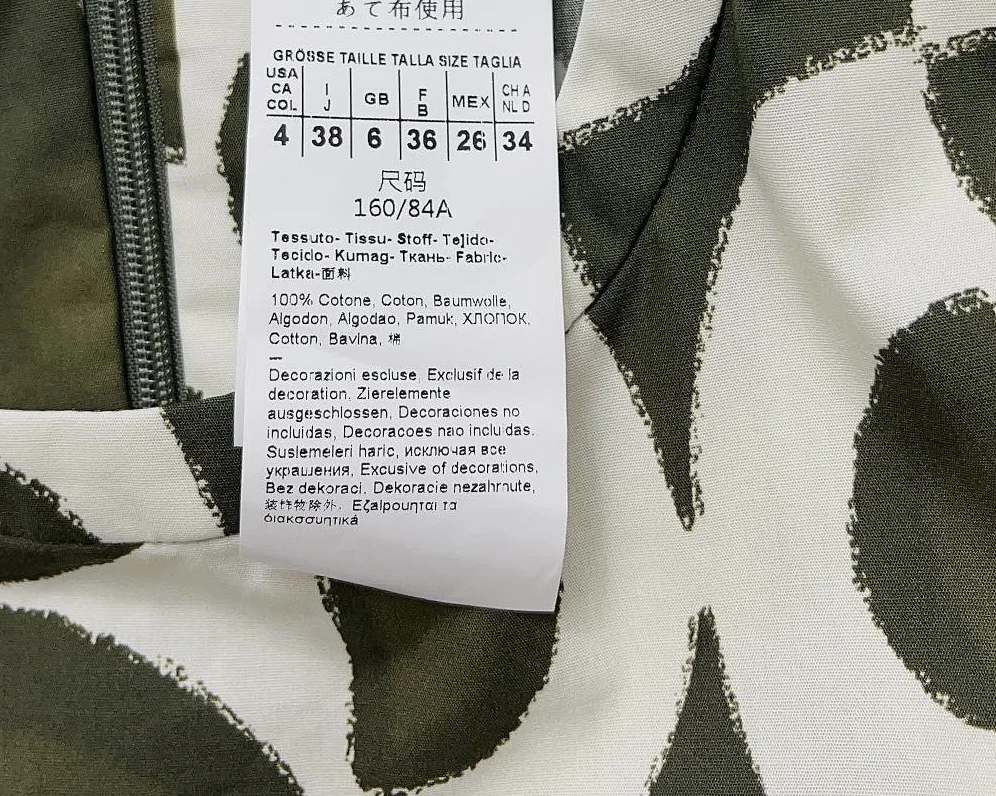 あて布使用
GRÖSSE TAILLE TALLA SIZE TAGLIA
USA CA COL | I J | GB | F B | MEX | CH A NL D
4 | 38 | 6 | 36 | 26 | 34
尺码
160/84A
Tessuto- Tissu- Stoff- Tejido-
Tecido- Kumag- Ткань- Fabric-
Latka-面料
100% Cotone, Coton, Baumwolle,
Algodon, Algodao, Pamuk, ХЛОПОК,
Cotton, Bavina, 棉
—
Decorazioni escluse, Exclusif de la
decoration, Zierelemente
ausgeschlossen, Decoraciones no
incluidas, Decoracoes nao incluidas.
Suslemeleri haric, исключая все
украшения, Excusive of decorations,
Bez dekoraci, Dekoracie nezahrnute,
装饰物除外, Εξαιρουηται τα
διακοσουητικά